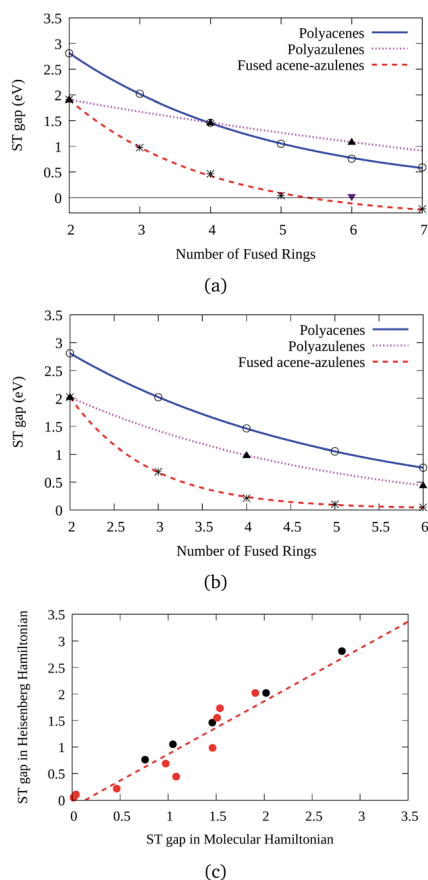 3.5
3
2.5
2
1.5
1
0.5
0
ST gap (eV)
Polyacenes
Polyazulenes
Fused acene-azulenes
2 3 4 5 6 7
Number of Fused Rings
(a)
3.5
3
2.5
2
1.5
1
0.5
0
ST gap (eV)
Polyacenes
Polyazulenes
Fused acene-azulenes
2 2.5 3 3.5 4 4.5 5 5.5 6
Number of Fused Rings
(b)
3.5
3
2.5
2
1.5
1
0.5
0
ST gap in Heisenberg Hamiltonian
0 0.5 1 1.5 2 2.5 3 3.5
ST gap in Molecular Hamiltonian
(c)